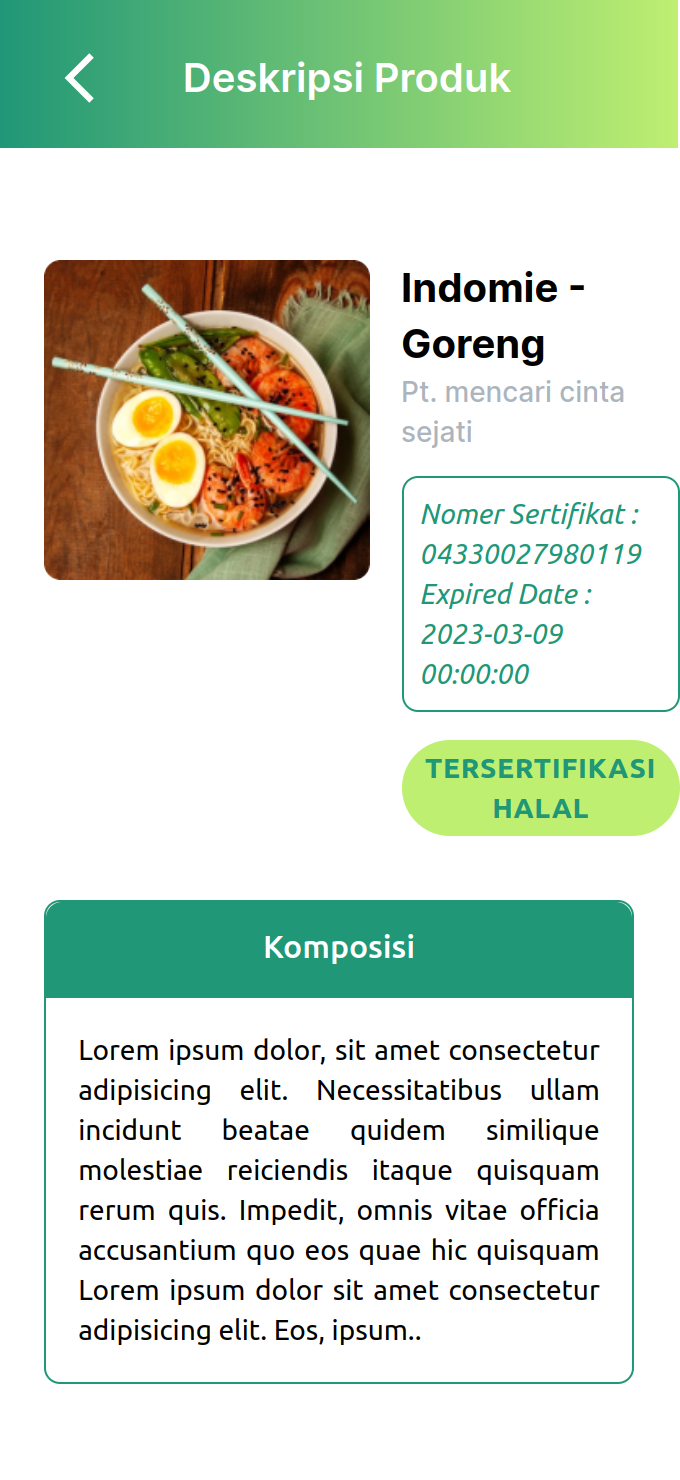 Deskripsi Produk
Indomie -
Goreng
Pt. mencari cinta
sejati
Nomer Sertifikat :
04330027980119
Expired Date :
2023-03-09
00:00:00
TERSERTIFIKASI
HALAL
Komposisi
Lorem ipsum dolor, sit amet consectetur
adipisicing elit. Necessitatibus ullam
incidunt beatae quidem similique
molestiae reiciendis itaque quisquam
rerum quis. Impedit, omnis vitae officia
accusantium quo eos quae hic quisquam
Lorem ipsum dolor sit amet consectetur
adipisicing elit. Eos, ipsum..